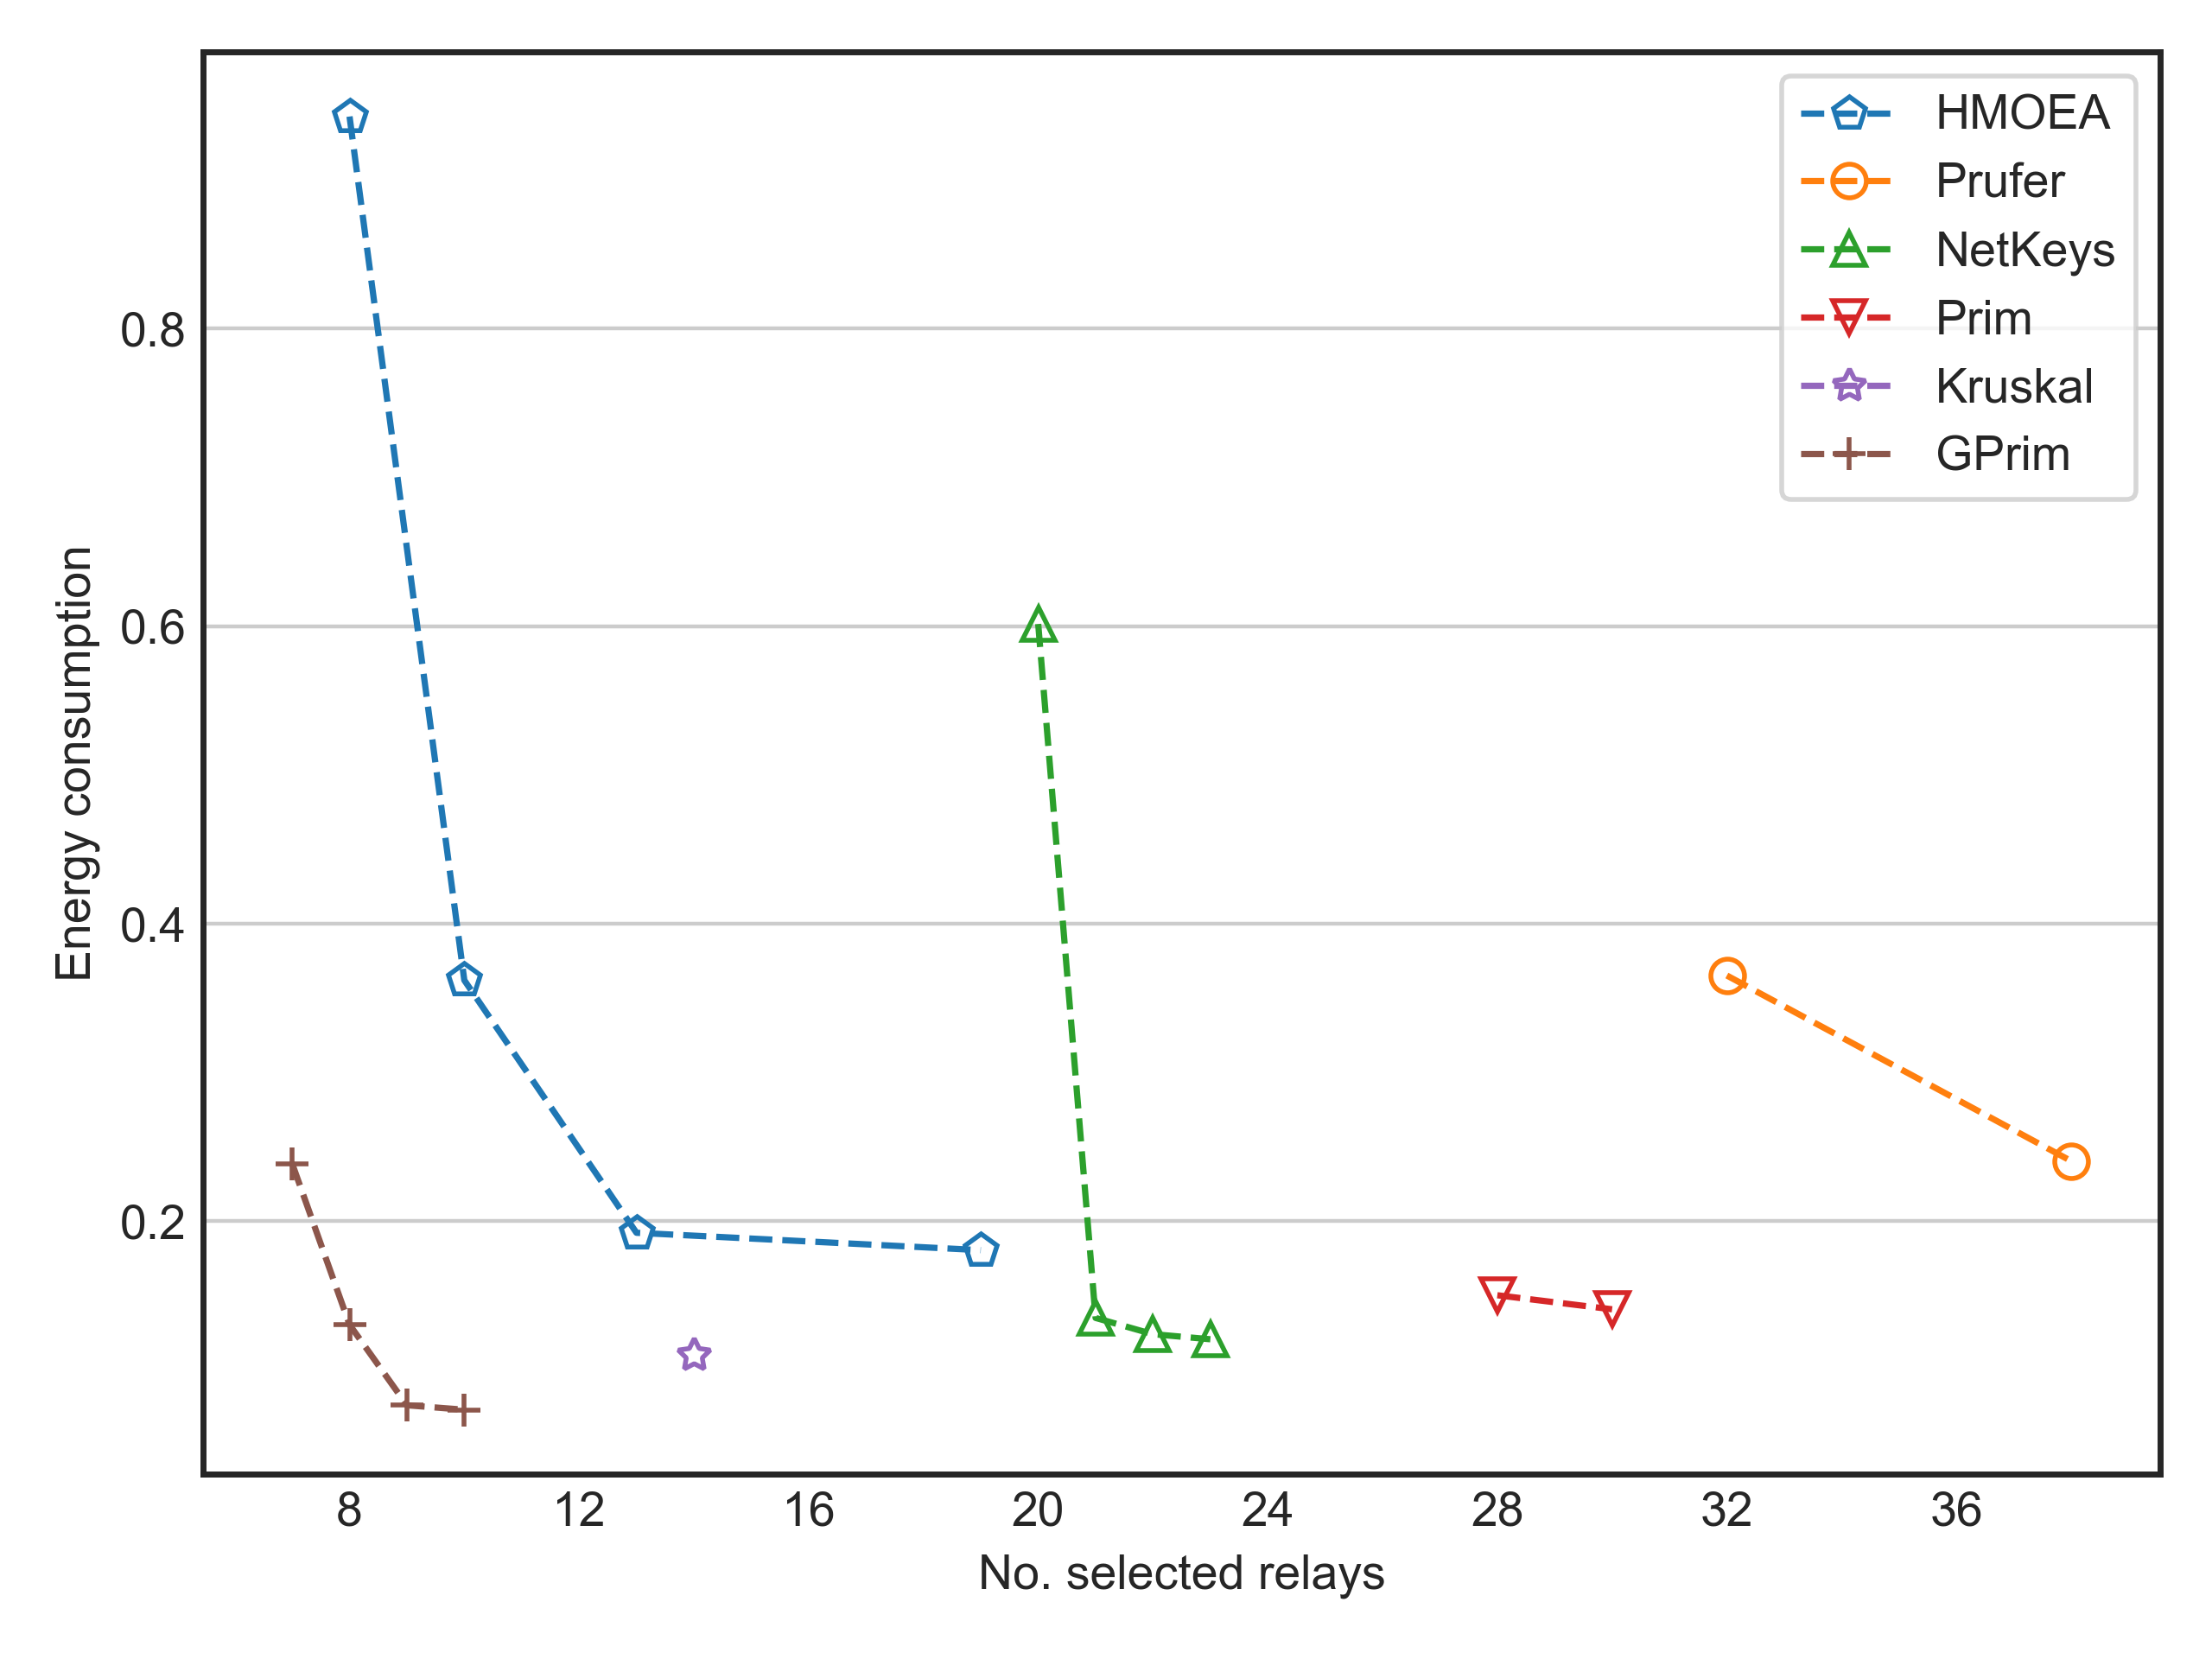 HMOEA
Prufer
NetKeys
Prim
Kruskal
GPrim
Energy consumption
0.8
0.6
0.4
0.2
8 12 16 20 24 28 32 36
No. selected relays